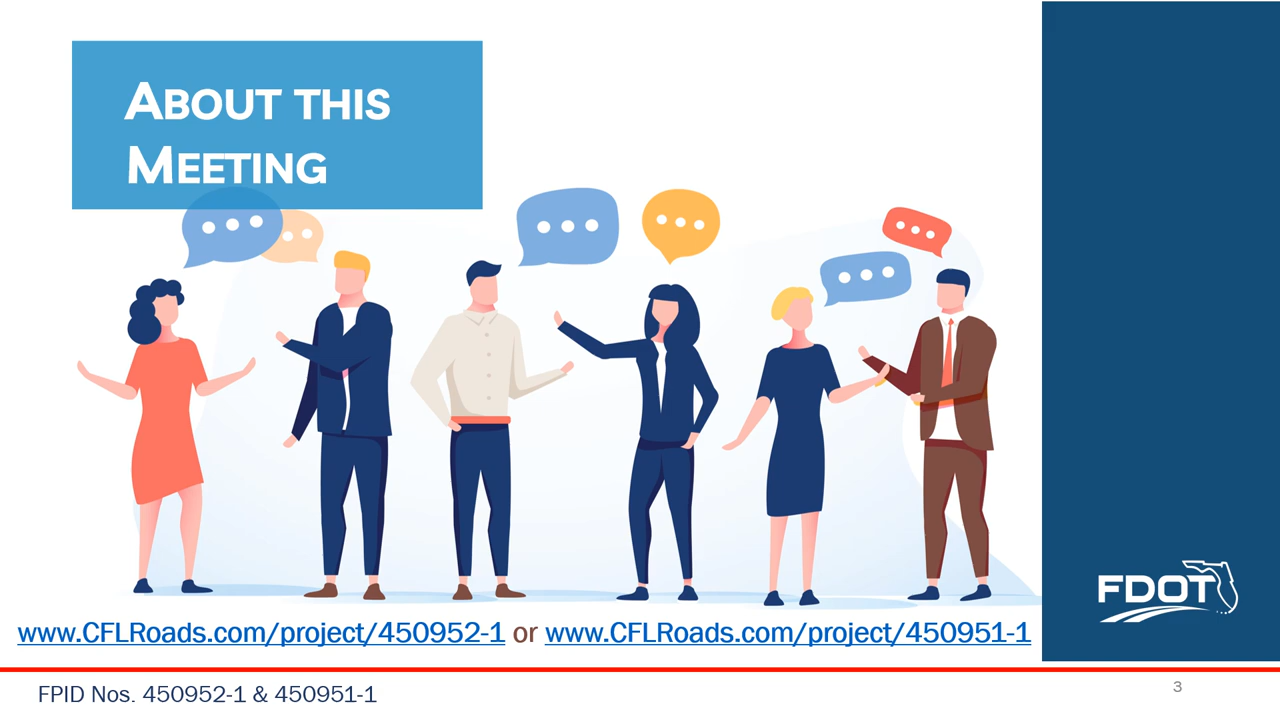 ABOUT THIS
MEETING
FDOT
www.CFLRoads.com/project/450952-1 or www.CFLRoads.com/project/450951-1
FPID Nos. 450952-1 & 450951-1
3